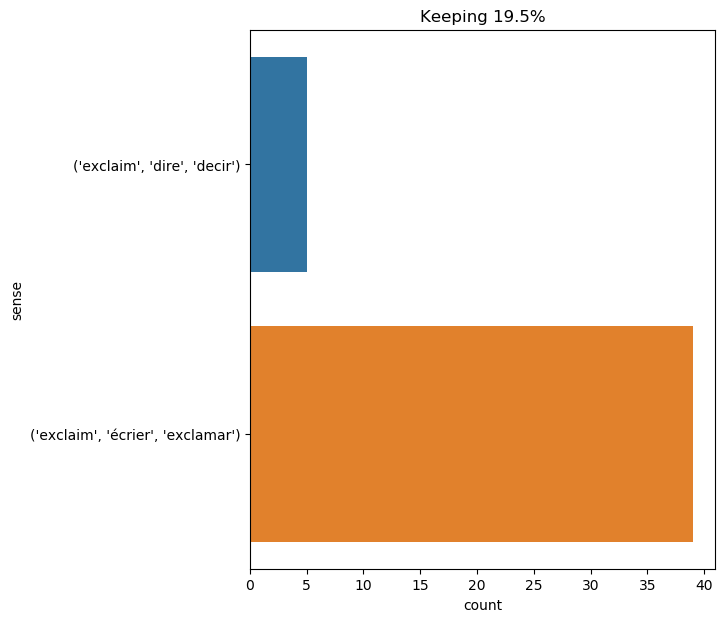 Keeping 19.5%
('exclaim', 'dire', 'decir')
sense
('exclaim', 'écrier', 'exclamar')
0 5 10 15 20 25 30 35 40
count